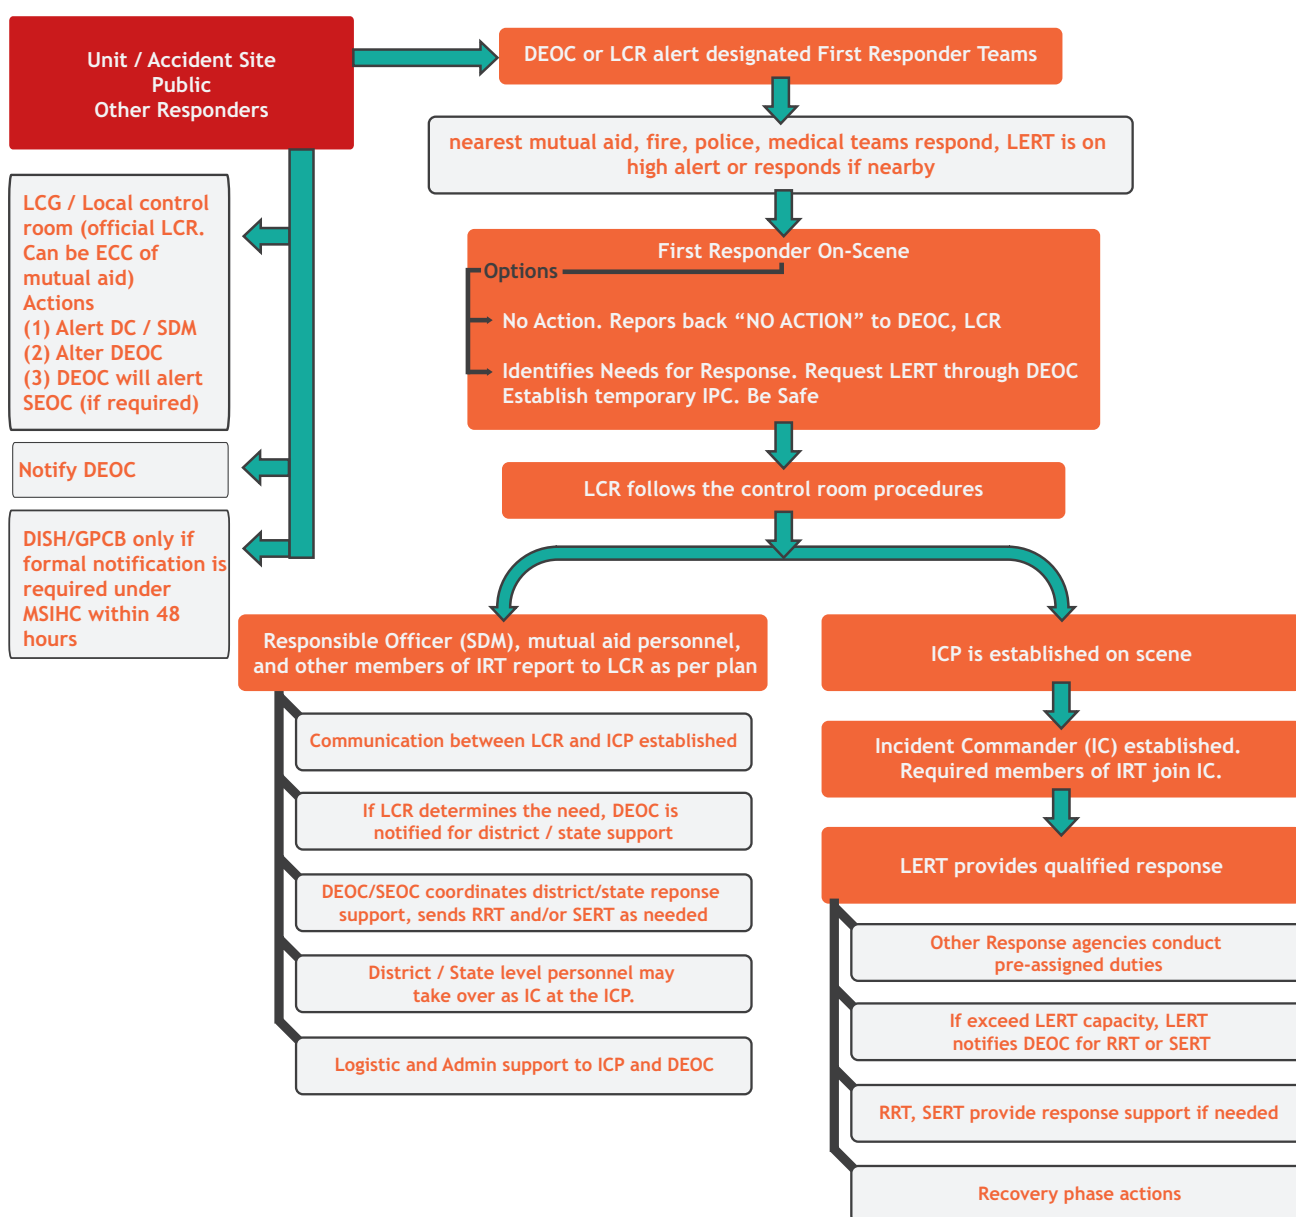 Unit / Accident Site
Public
Other Responders
DEOC or LCR alert designated First Responder Teams
nearest mutual aid, fire, police, medical teams respond, LERT is on
high alert or responds if nearby
LCG / Local control
room (official LCR.
Can be ECC of
mutual aid)
Actions
(1) Alert DC / SDM
(2) Alter DEOC
(3) DEOC will alert
SEOC (if required)
Notify DEOC
DISH/GPCB only if
formal notification is
required under
MSIHC within 48
hours
First Responder On-Scene
Options
No Action. Repors back “NO ACTION” to DEOC, LCR
Identifies Needs for Response. Request LERT through DEOC
Establish temporary IPC. Be Safe
LCR follows the control room procedures
Responsible Officer (SDM), mutual aid personnel,
and other members of IRT report to LCR as per plan
Communication between LCR and ICP established
If LCR determines the need, DEOC is
notified for district / state support
DEOC/SEOC coordinates district/state reponse
support, sends RRT and/or SERT as needed
District / State level personnel may
take over as IC at the ICP.
Logistic and Admin support to ICP and DEOC
ICP is established on scene
Incident Commander (IC) established.
Required members of IRT join IC.
LERT provides qualified response
Other Response agencies conduct
pre-assigned duties
If exceed LERT capacity, LERT
notifies DEOC for RRT or SERT
RRT, SERT provide response support if needed
Recovery phase actions